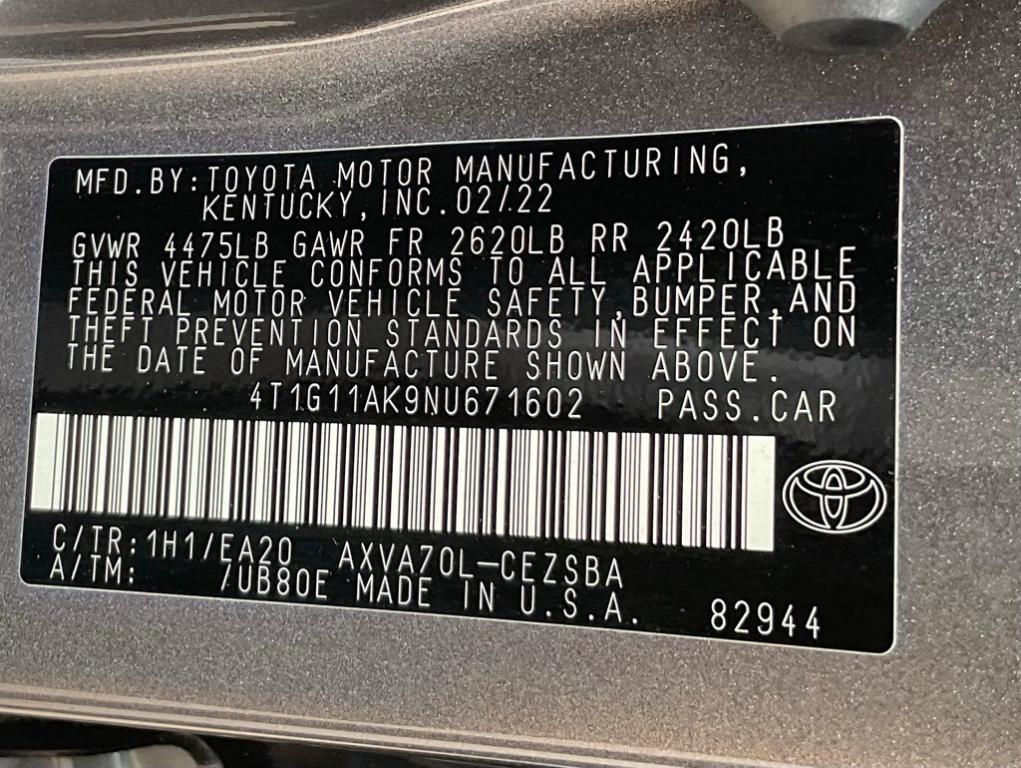 MFD.BY:TOYOTA MOTOR MANUFACTURING,
KENTUCKY,INC.02/22
GVWR 4475LB GAWR FR 2620LB RR 2420LB
THIS VEHICLE CONFORMS TO ALL APPLICABLE
FEDERAL MOTOR VEHICLE SAFETY,BUMPER,AND
THEFT PREVENTION STANDARDS IN EFFECT ON
THE DATE OF MANUFACTURE SHOWN ABOVE.
4T1G11AK9NU671602 PASS.CAR
C/TR:1H1/EA20 AXVA70L-CEZSBA
A/TM: /UB80E MADE IN U.S.A.
82944